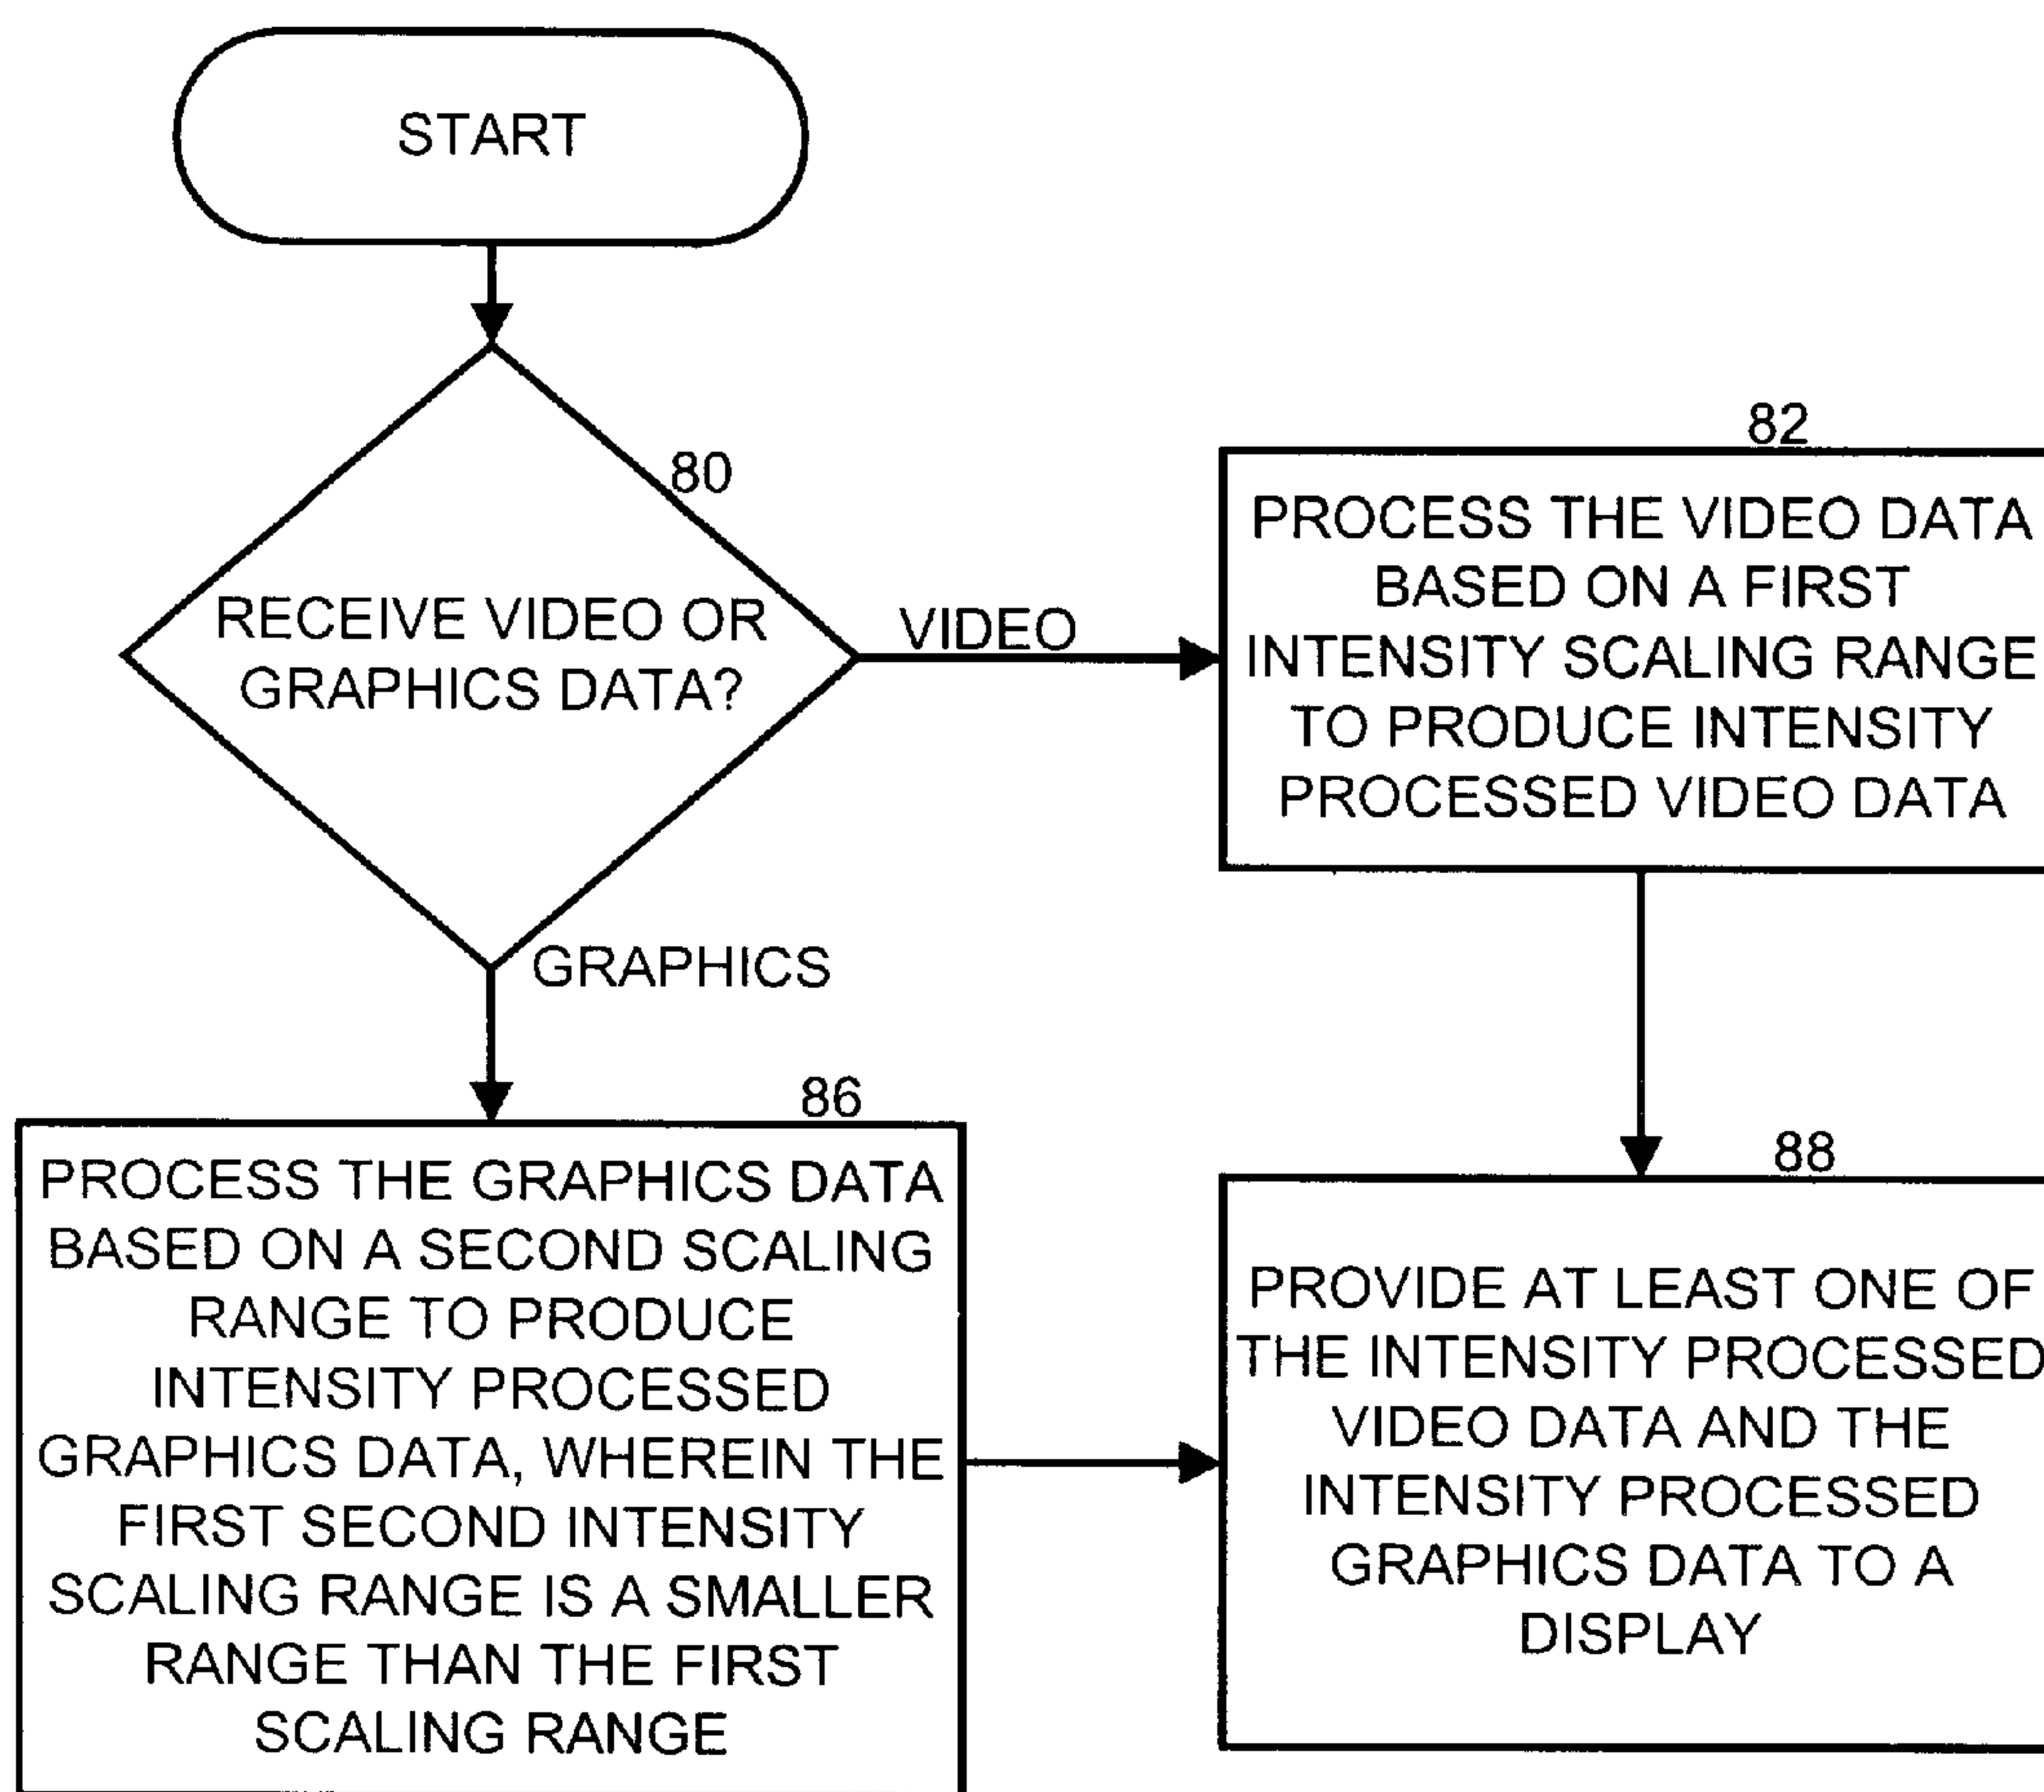 START
80
RECEIVE VIDEO OR
GRAPHICS DATA?
VIDEO
82
PROCESS THE VIDEO DATA
BASED ON A FIRST
INTENSITY SCALING RANGE
TO PRODUCE INTENSITY
PROCESSED VIDEO DATA
GRAPHICS
86
PROCESS THE GRAPHICS DATA
BASED ON A SECOND SCALING
RANGE TO PRODUCE
INTENSITY PROCESSED
GRAPHICS DATA, WHEREIN THE
FIRST SECOND INTENSITY
SCALING RANGE IS A SMALLER
RANGE THAN THE FIRST
SCALING RANGE
88
PROVIDE AT LEAST ONE OF
THE INTENSITY PROCESSED
VIDEO DATA AND THE
INTENSITY PROCESSED
GRAPHICS DATA TO A
DISPLAY